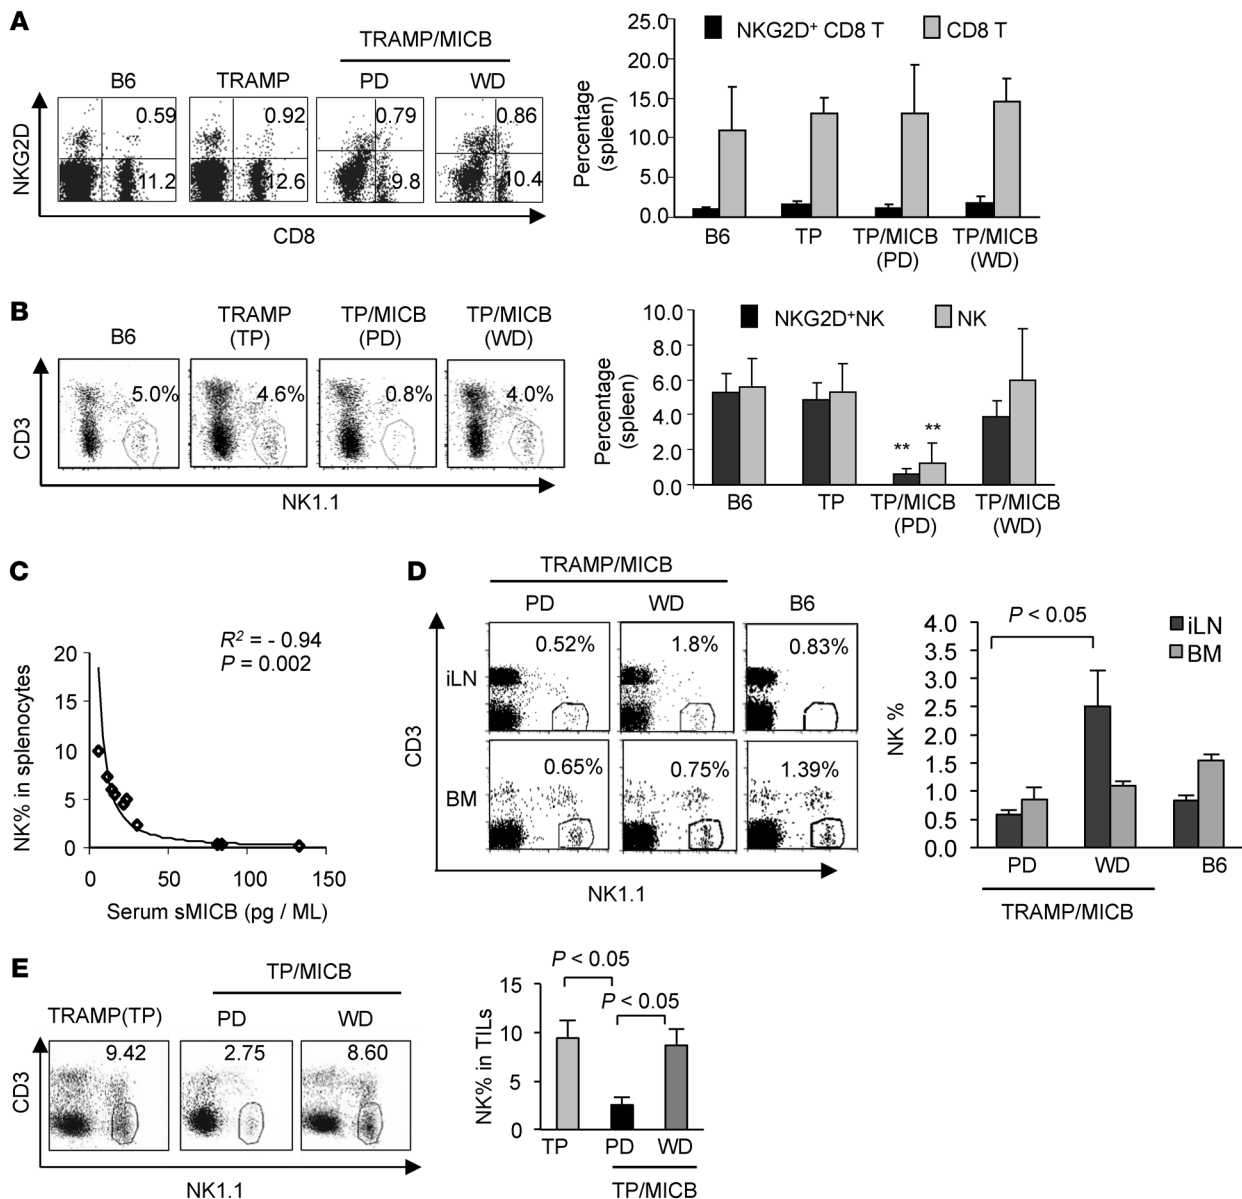 A
TRAMP/MICB
B6
TRAMP
PD
WD
0.59
0.92
0.79
0.86
11.2
12.6
9.8
10.4
NKG2D
CD8
25.0
20.0
15.0
10.0
5.0
0.0
Percentage
(spleen)
NKG2D+ CD8 T
CD8 T
B6
TP
TP/MICB
(PD)
TP/MICB
(WD)
B
B6
TRAMP
(TP)
TP/MICB
(PD)
TP/MICB
(WD)
5.0%
4.6%
0.8%
4.0%
CD3
NK1.1
10.0
8.0
6.0
4.0
2.0
0.0
Percentage
(spleen)
NKG2D+NK
NK
**
**
B6
TP
TP/MICB
(PD)
TP/MICB
(WD)
C
R2 = - 0.94
P = 0.002
20
15
10
5
0
NK% in splenocytes
0
50
100
150
Serum sMICB (pg / ML)
D
TRAMP/MICB
PD
WD
B6
iLN
0.52%
1.8%
0.83%
BM
0.65%
0.75%
1.39%
CD3
NK1.1
P < 0.05
iLN
BM
4.0
3.5
3.0
2.5
2.0
1.5
1.0
0.5
0.0
NK %
PD
WD
B6
TRAMP/MICB
E
TP/MICB
TRAMP(TP)
PD
WD
9.42
2.75
8.60
CD3
NK1.1
P < 0.05
P < 0.05
15
10
5
0
NK% in TILs
TP
PD
WD
TP/MICB